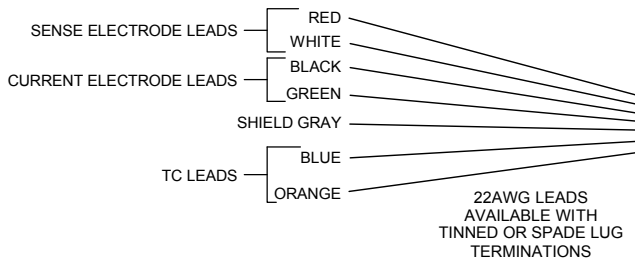 SENSE ELECTRODE LEADS
RED
WHITE
CURRENT ELECTRODE LEADS
BLACK
GREEN
SHIELD GRAY
TC LEADS
BLUE
ORANGE
22AWG LEADS
AVAILABLE WITH
TINNED OR SPADE LUG
TERMINATIONS